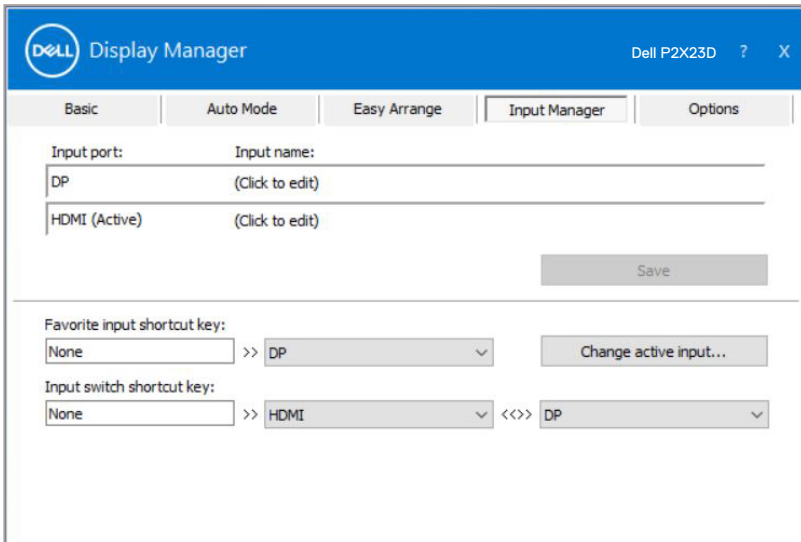 DELL Display Manager Dell P2X23D ? X
Basic Auto Mode Easy Arrange Input Manager Options
Input port: Input name:
DP (Click to edit)
HDMI (Active) (Click to edit)
Save
Favorite input shortcut key:
None >> DP Change active input...
Input switch shortcut key:
None >> HDMI <<>> DP